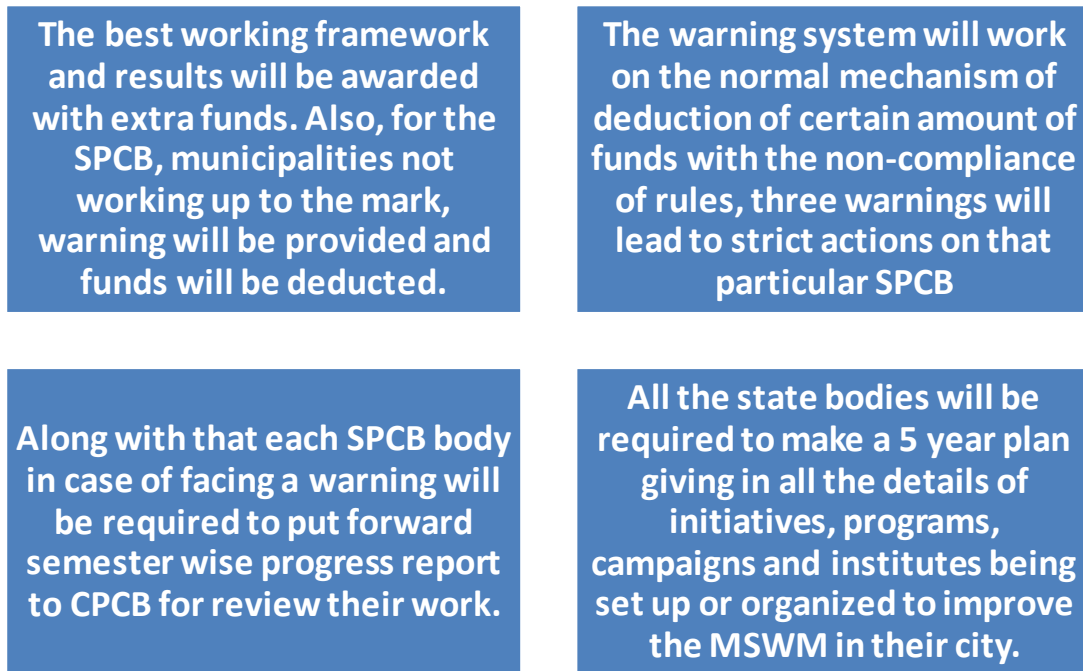 The best working framework
and results will be awarded
with extra funds. Also, for the
SPCB, municipalities not
working up to the mark,
warning will be provided and
funds will be deducted.
The warning system will work
on the normal mechanism of
deduction of certain amount of
funds with the non-compliance
of rules, three warnings will
lead to strict actions on that
particular SPCB
Along with that each SPCB body
in case of facing a warning will
be required to put forward
semester wise progress report
to CPCB for review their work.
All the state bodies will be
required to make a 5 year plan
giving in all the details of
initiatives, programs,
campaigns and institutes being
set up or organized to improve
the MSWM in their city.